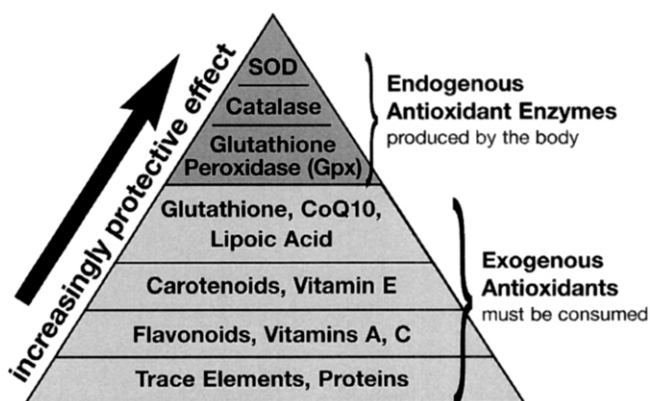 increasingly protective effect
SOD
Catalase
Glutathione
Peroxidase (Gpx)
Glutathione, CoQ10,
Lipoic Acid
Carotenoids, Vitamin E
Flavonoids, Vitamins A, C
Trace Elements, Proteins
Endogenous
Antioxidant Enzymes
produced by the body
Exogenous
Antioxidants
must be consumed